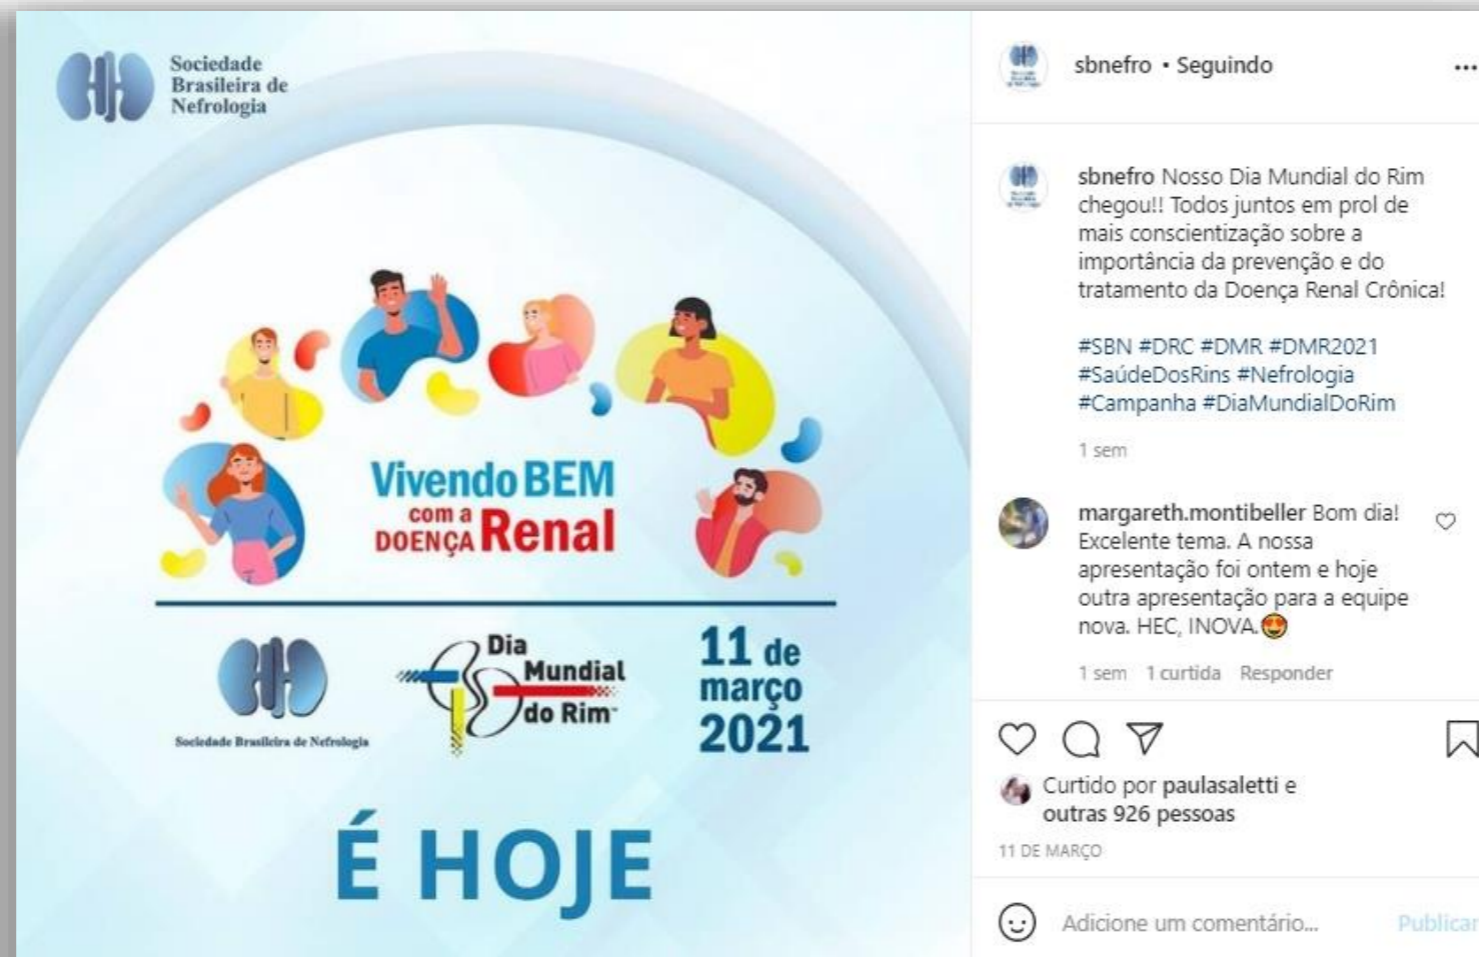 Sociedade
Brasileira de
Nefrologia
Vivendo BEM
com a
DOENÇA Renal
Sociedade Brasileira de Nefrologia
Dia
Mundial
do Rim
11 de
março
2021
É HOJE
sbnefro • Seguindo
sbnefro Nosso Dia Mundial do Rim
chegou!! Todos juntos em prol de
mais conscientização sobre a
importância da prevenção e do
tratamento da Doença Renal Crônica!
#SBN #DRC #DMR #DMR2021
#SaúdeDosRins #Nefrologia
#Campanha #DiaMundialDoRim
1 sem
margareth.montibeller Bom dia!
Excelente tema. A nossa
apresentação foi ontem e hoje
outra apresentação para a equipe
nova. HEC, INOVA.😍
1 sem 1 curtida Responder
Curtido por paulasaletti e
outras 926 pessoas
11 DE MARÇO
Adicione um comentário... Publicar